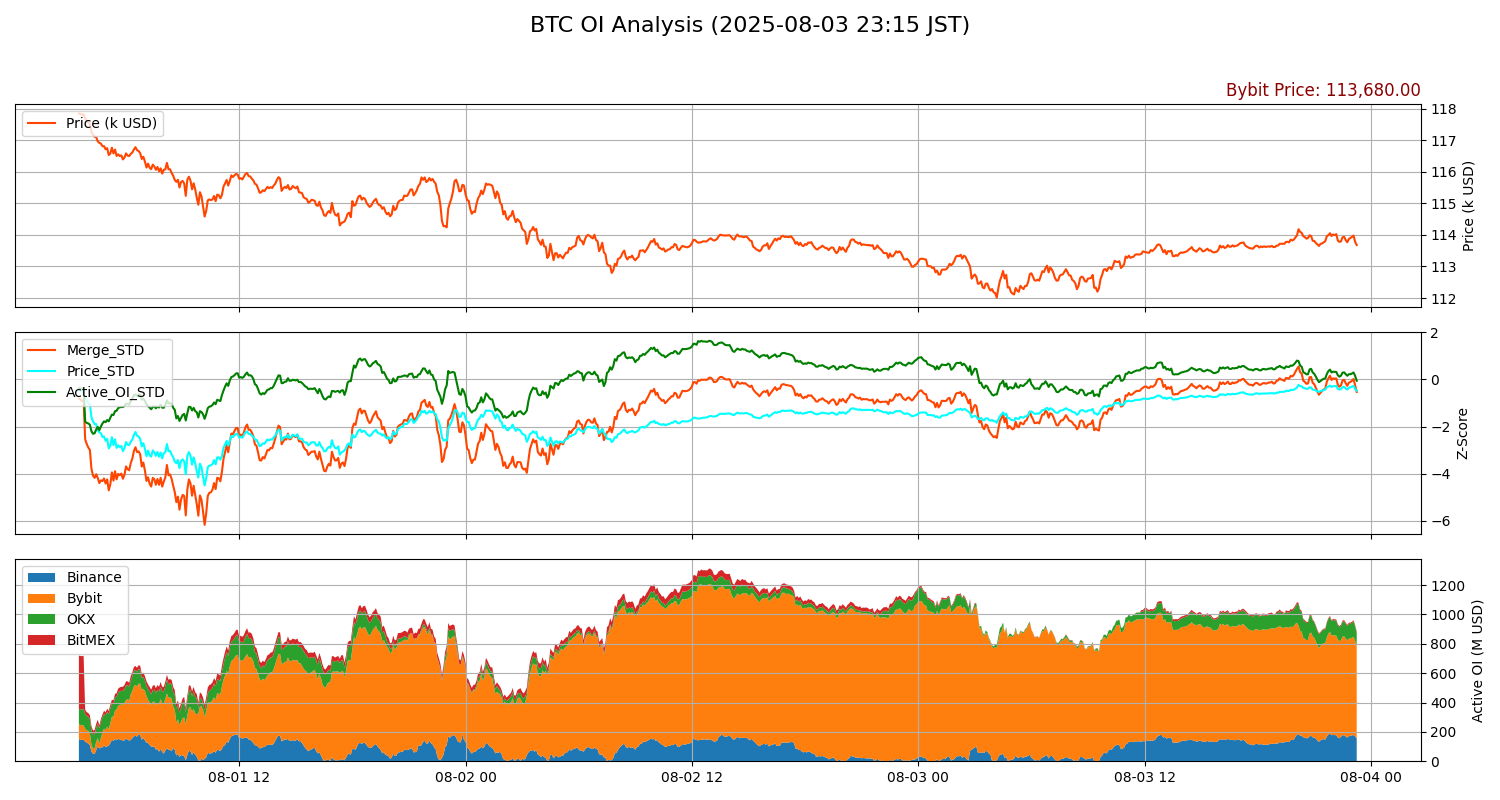 BTC OI Analysis (2025-08-03 23:15 JST)
Bybit Price: 113,680.00
Price (k USD)
118
117
116
115
114
113
112
Price (k USD)
Merge_STD
Price_STD
Active_OI_STD
2
0
−2
−4
−6
Z-Score
Binance
Bybit
OKX
BitMEX
1200
1000
800
600
400
200
0
Active OI (M USD)
08-01 12
08-02 00
08-02 12
08-03 00
08-03 12
08-04 00